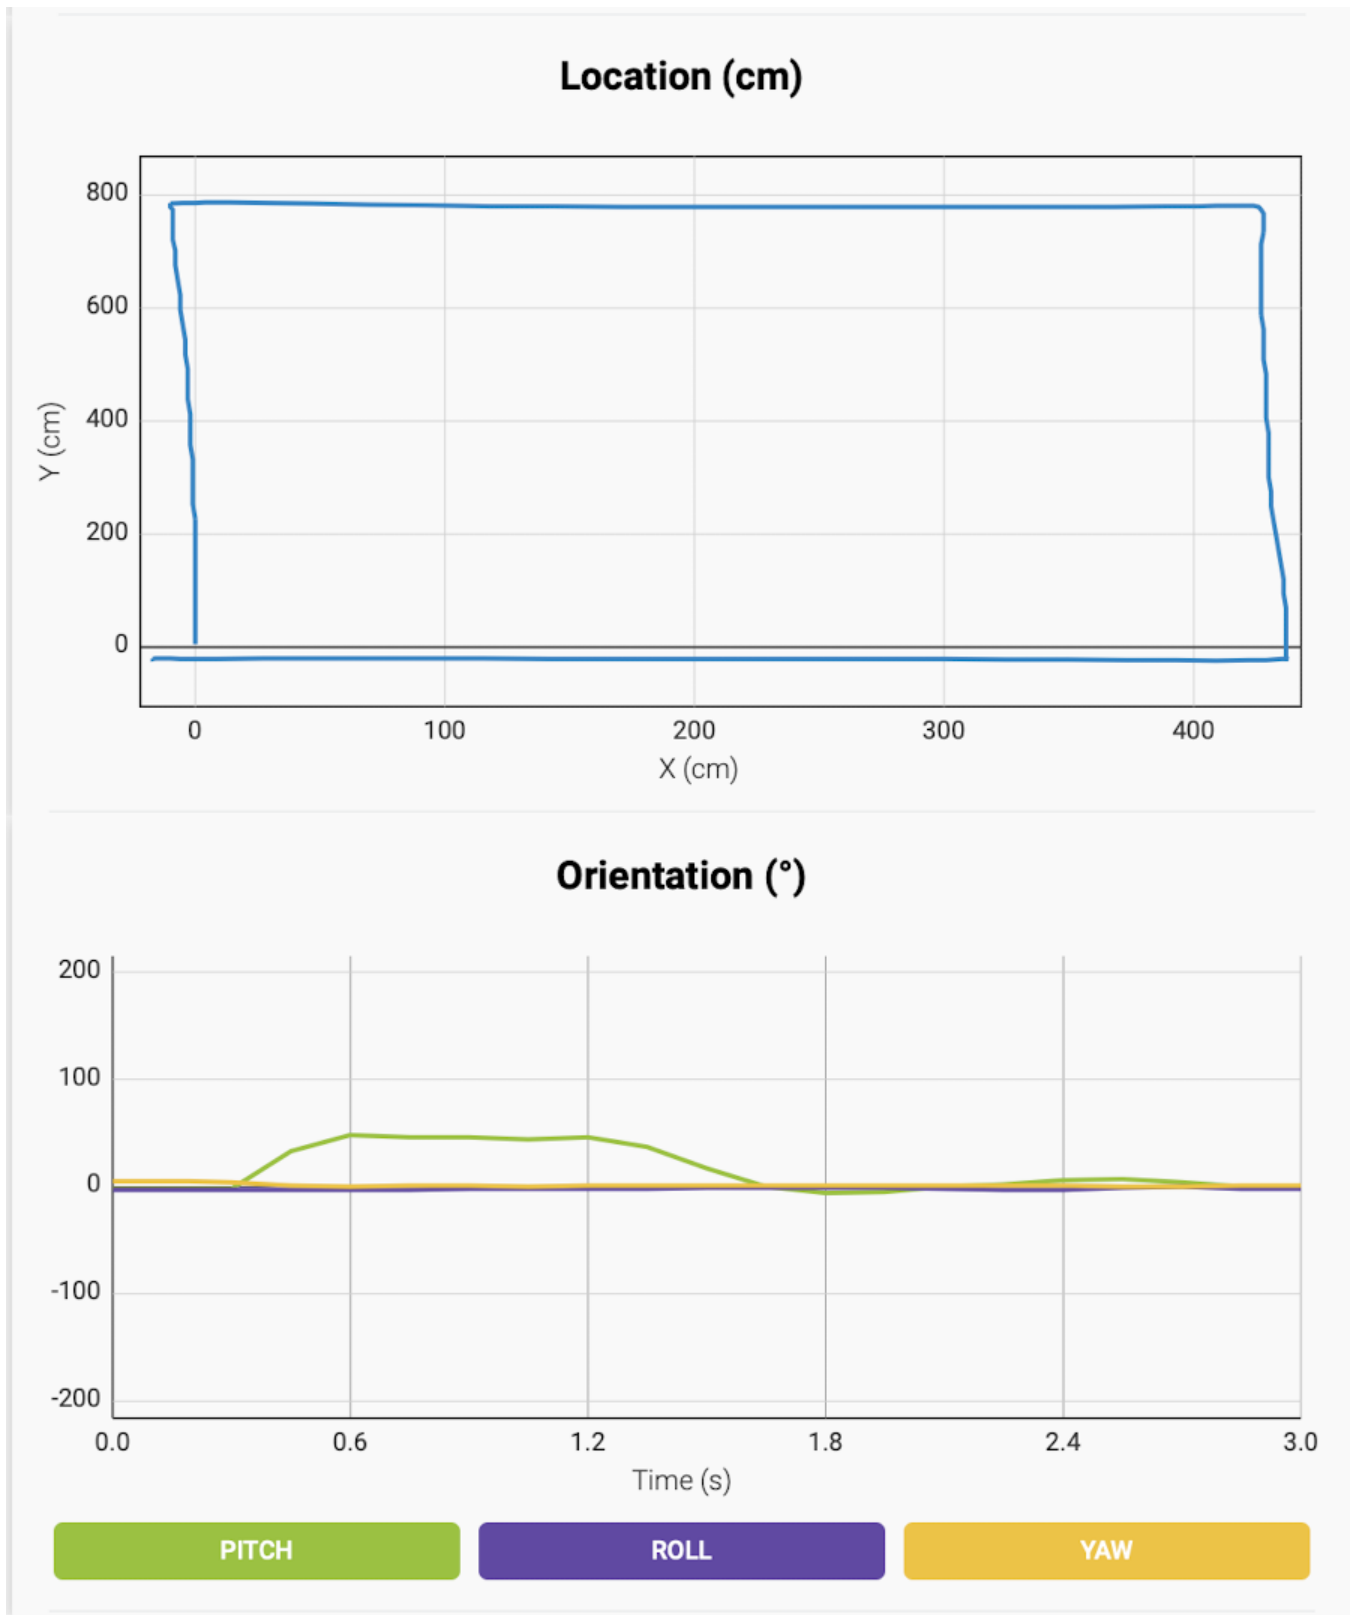 Location (cm)
800
600
400
200
0
Y (cm)
0 100 200 300 400
X (cm)
Orientation (°)
200
100
0
-100
-200
0.0 0.6 1.2 1.8 2.4 3.0
Time (s)
PITCH ROLL YAW